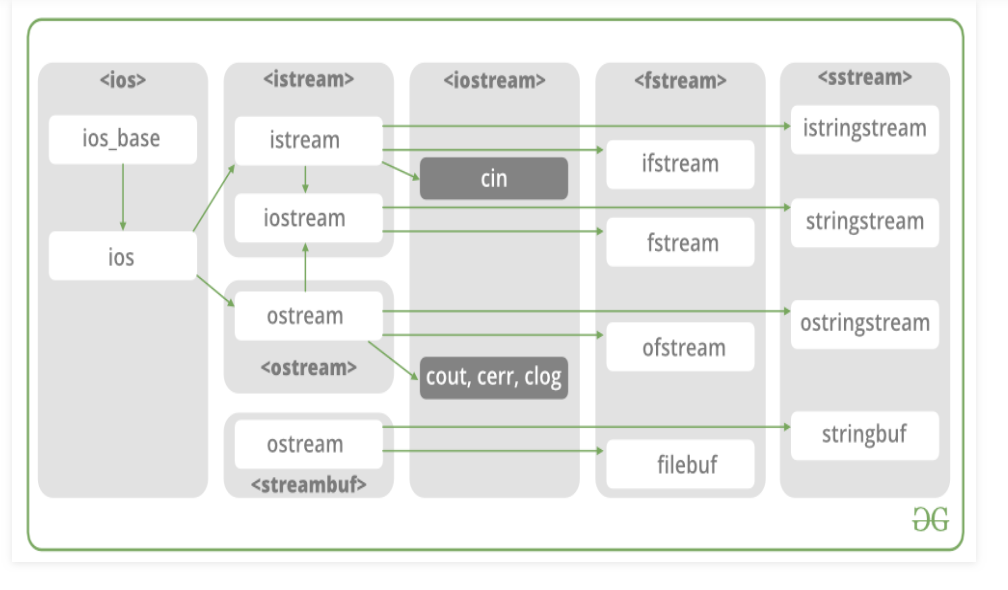 <ios>
ios_base
ios
<istream>
istream
iostream
ostream
<ostream>
ostream
<streambuf>
<iostream>
cin
cout, cerr, clog
<fstream>
ifstream
fstream
ofstream
filebuf
<sstream>
istringstream
stringstream
ostringstream
stringbuf